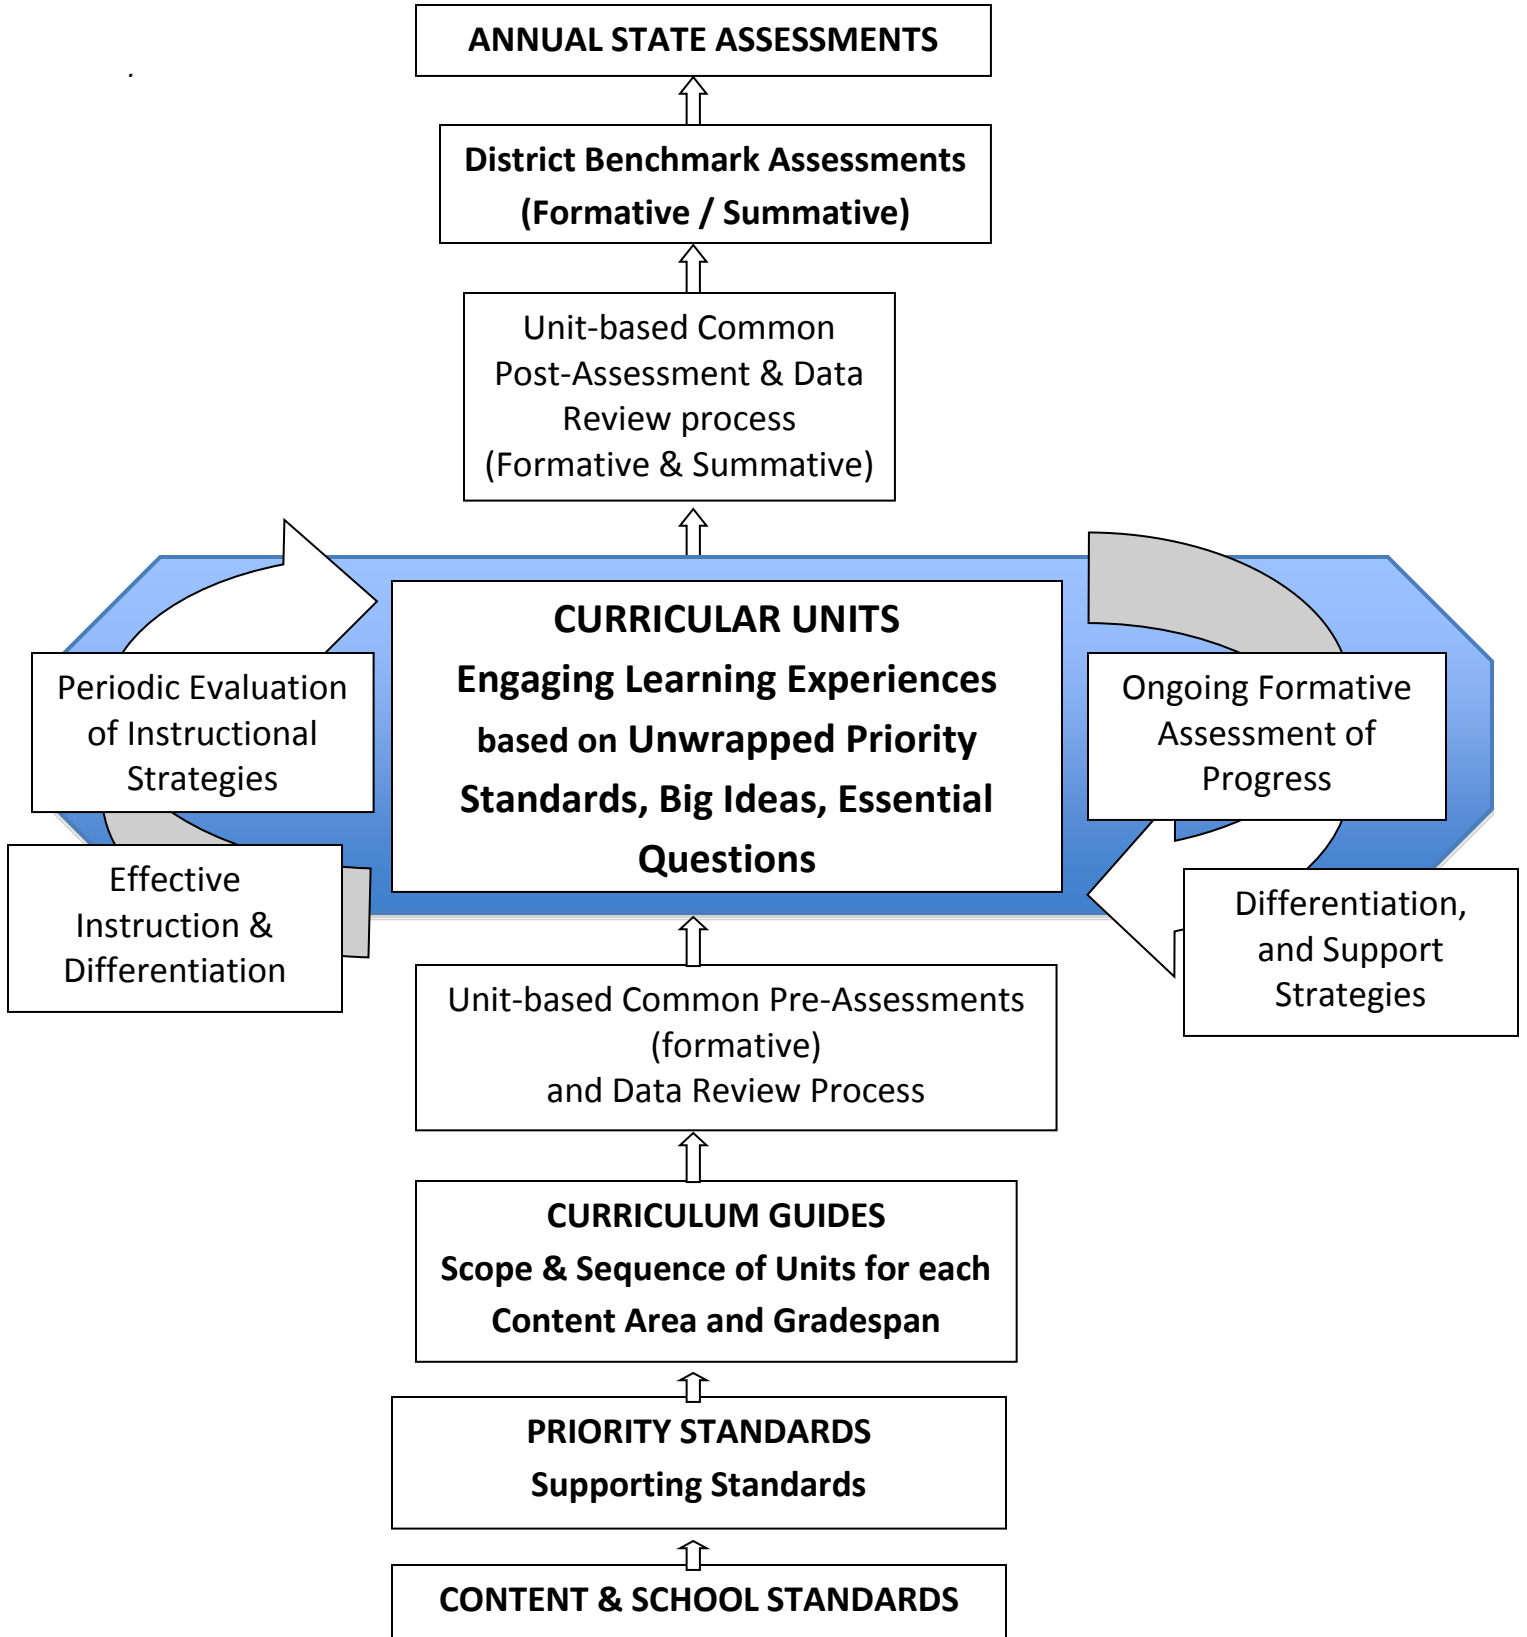 ANNUAL STATE ASSESSMENTS
.
District Benchmark Assessments
(Formative / Summative)
Unit-based Common
Post-Assessment & Data
Review process
(Formative & Summative)
CURRICULAR UNITS
Engaging Learning Experiences
based on Unwrapped Priority
Standards, Big Ideas, Essential
Questions
Periodic Evaluation
of Instructional
Strategies
Effective
Instruction &
Differentiation
Ongoing Formative
Assessment of
Progress
Differentiation,
and Support
Strategies
Unit-based Common Pre-Assessments
(formative)
and Data Review Process
CURRICULUM GUIDES
Scope & Sequence of Units for each
Content Area and Gradespan
PRIORITY STANDARDS
Supporting Standards
CONTENT & SCHOOL STANDARDS